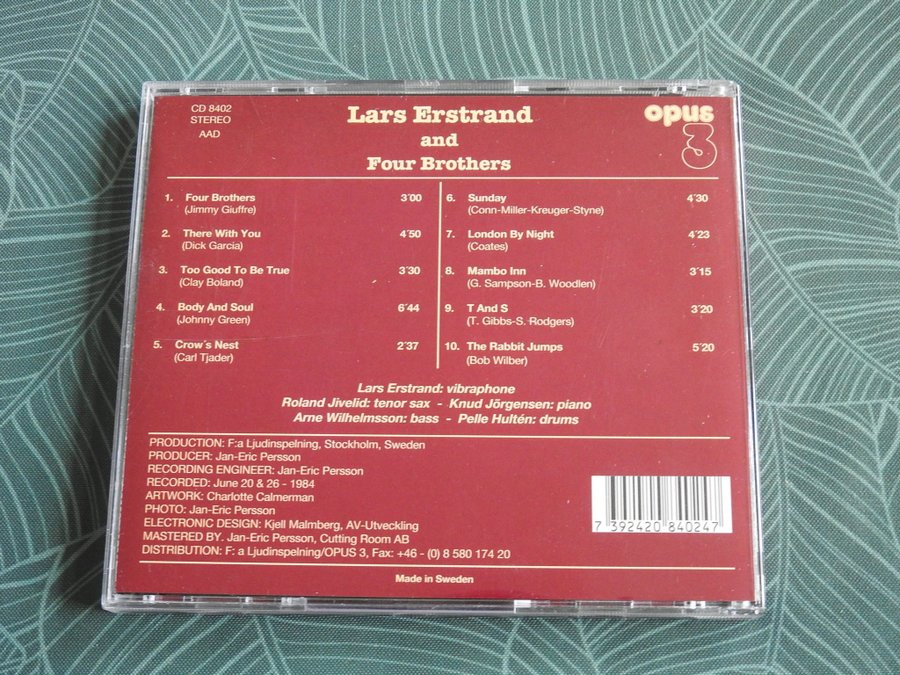 CD 8402
STEREO
AAD
Lars Erstrand
and
Four Brothers
opus
3
1. Four Brothers 3´00
(Jimmy Giuffre)
2. There With You 4´50
(Dick Garcia)
3. Too Good To Be True 3´30
(Clay Boland)
4. Body And Soul 6´44
(Johnny Green)
5. Crow´s Nest 2´37
(Carl Tjader)
6. Sunday 4´30
(Conn-Miller-Kreuger-Styne)
7. London By Night 4´23
(Coates)
8. Mambo Inn 3´15
(G. Sampson-B. Woodlen)
9. T And S 3´20
(T. Gibbs-S. Rodgers)
10. The Rabbit Jumps 5´20
(Bob Wilber)
Lars Erstrand: vibraphone
Roland Jivelid: tenor sax - Knud Jörgensen: piano
Arne Wilhelmsson: bass - Pelle Hultén: drums
PRODUCTION: F:a Ljudinspelning, Stockholm, Sweden
PRODUCER: Jan-Eric Persson
RECORDING ENGINEER: Jan-Eric Persson
RECORDED: June 20 & 26 - 1984
ARTWORK: Charlotte Calmerman
PHOTO: Jan-Eric Persson
ELECTRONIC DESIGN: Kjell Malmberg, AV-Utveckling
MASTERED BY. Jan-Eric Persson, Cutting Room AB
DISTRIBUTION: F: a Ljudinspelning/OPUS 3, Fax: +46 - (0) 8 580 174 20
7 392420 840247
Made in Sweden